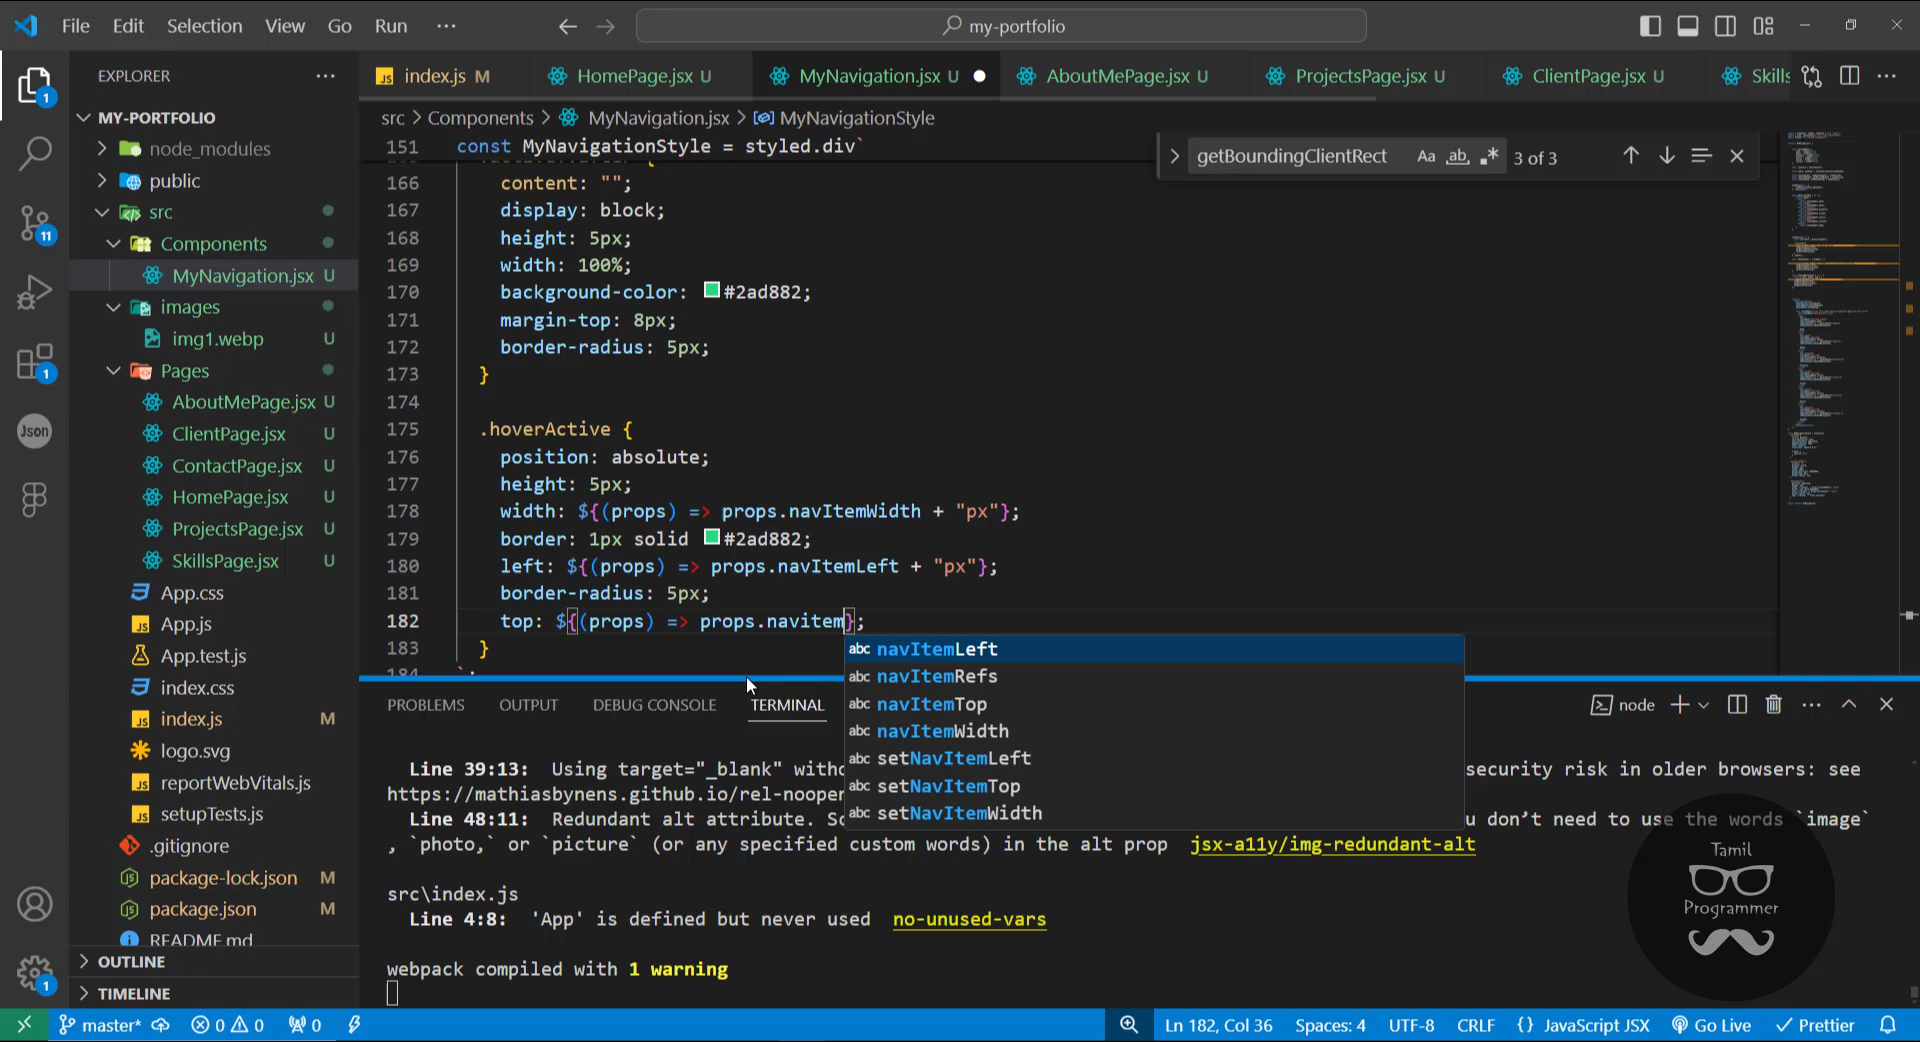 File Edit Selection View Go Run ··· my-portfolio
EXPLORER ···
index.js M HomePage.jsx U MyNavigation.jsx U AboutMePage.jsx U ProjectsPage.jsx U ClientPage.jsx U Skills ···
src > Components > MyNavigation.jsx > MyNavigationStyle
MY-PORTFOLIO
node_modules
public
src
Components
MyNavigation.jsx U
images
img1.webp U
Pages
AboutMePage.jsx U
ClientPage.jsx U
ContactPage.jsx U
HomePage.jsx U
ProjectsPage.jsx U
SkillsPage.jsx U
App.css
App.js
App.test.js
index.css
index.js M
logo.svg
reportWebVitals.js
setupTests.js
.gitignore
package-lock.json M
package.json M
README.md
OUTLINE
TIMELINE
1
11
1
Json
1
getBoundingClientRect Aa ab .* 3 of 3
151 const MyNavigationStyle = styled.div`
166 content: "";
167 display: block;
168 height: 5px;
169 width: 100%;
170 background-color: #2ad882;
171 margin-top: 8px;
172 border-radius: 5px;
173 }
174
175 .hoverActive {
176 position: absolute;
177 height: 5px;
178 width: ${(props) => props.navItemWidth + "px"};
179 border: 1px solid #2ad882;
180 left: ${(props) => props.navItemLeft + "px"};
181 border-radius: 5px;
182 top: ${(props) => props.navitem};
183 }
184 `;
abc navItemLeft
abc navItemRefs
abc navItemTop
abc navItemWidth
abc setNavItemLeft
abc setNavItemTop
abc setNavItemWidth
PROBLEMS OUTPUT DEBUG CONSOLE TERMINAL node ···
Line 39:13: Using target="_blank" witho security risk in older browsers: see
https://mathiasbynens.github.io/rel-nooper
Line 48:11: Redundant alt attribute. Sc u don't need to use the words `image`
, `photo,` or `picture` (or any specified custom words) in the alt prop jsx-a11y/img-redundant-alt
src\index.js
Line 4:8: 'App' is defined but never used no-unused-vars
webpack compiled with 1 warning
Tamil
Programmer
master* 0 0 0 Ln 182, Col 36 Spaces: 4 UTF-8 CRLF {} JavaScript JSX Go Live Prettier